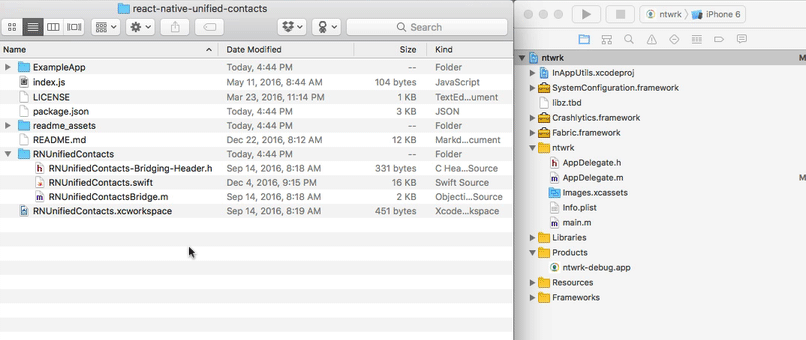 react-native-unified-contacts
Search
Name Date Modified Size Kind
ExampleApp Today, 4:44 PM -- Folder
index.js May 11, 2016, 8:44 AM 104 bytes JavaScript
LICENSE Mar 23, 2016, 11:14 PM 1 KB TextEd...ument
package.json Today, 4:44 PM 3 KB JSON
readme_assets Today, 4:44 PM -- Folder
README.md Dec 22, 2016, 8:12 AM 12 KB Markd...cument
RNUnifiedContacts Today, 4:44 PM -- Folder
RNUnifiedContacts-Bridging-Header.h Sep 14, 2016, 8:18 AM 331 bytes C Hea...Source
RNUnifiedContacts.swift Dec 4, 2016, 9:15 PM 16 KB Swift Source
RNUnifiedContactsBridge.m Sep 14, 2016, 8:18 AM 2 KB Objecti...Source
RNUnifiedContacts.xcworkspace Sep 14, 2016, 8:19 AM 451 bytes Xcode...kspace
ntwrk iPhone 6
ntwrk M
InAppUtils.xcodeproj
SystemConfiguration.framework
libz.tbd
Crashlytics.framework
Fabric.framework
ntwrk
AppDelegate.h
AppDelegate.m M
Images.xcassets
Info.plist
main.m
Libraries
Products
ntwrk-debug.app
Resources
Frameworks